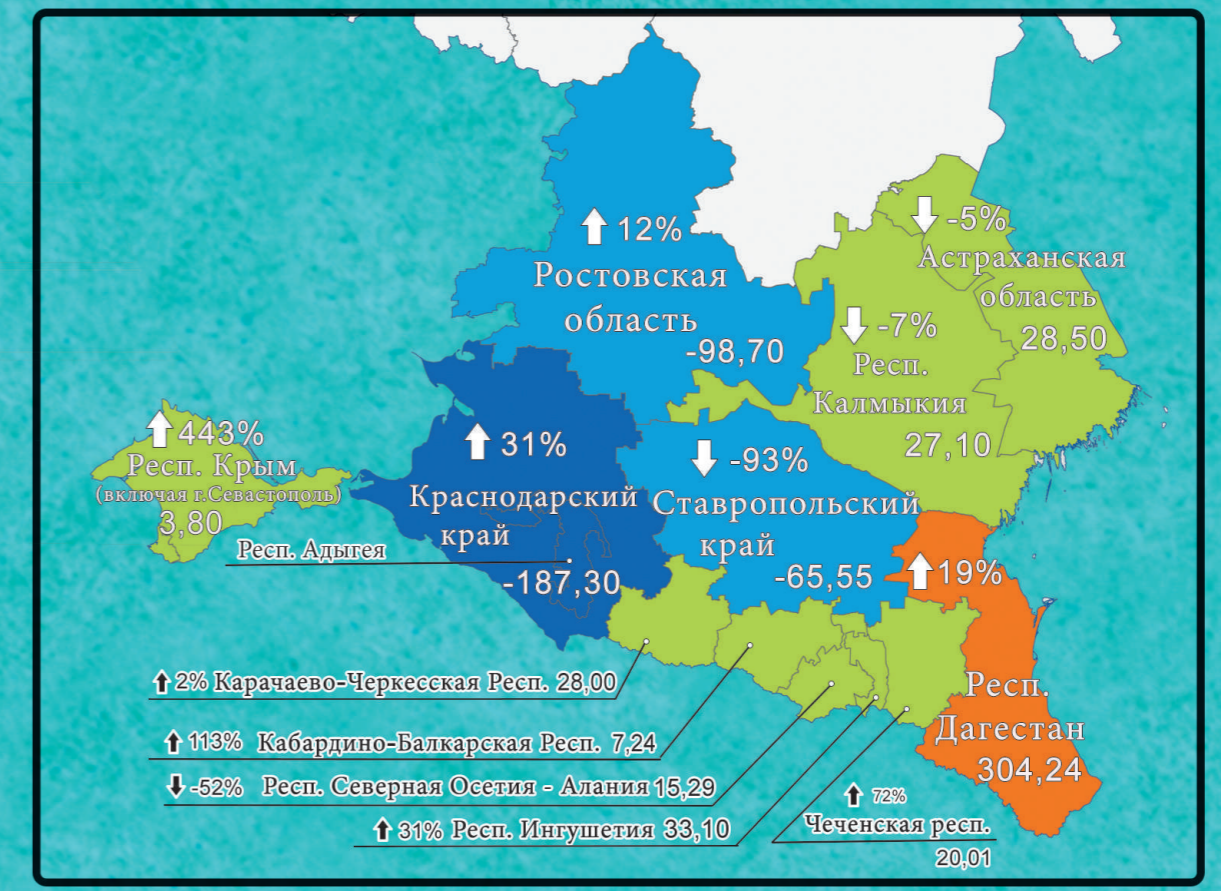 -5%
Астраханская
область
28,50
12%
Ростовская
область
-98,70
-7%
Респ.
Калмыкия
27,10
443%
Респ. Крым
(включая г.Севастополь)
3,80
31%
Краснодарский
край
-187,30
Респ. Адыгея
-93%
Ставропольский
край
-65,55
19%
Респ.
Дагестан
304,24
2% Карачаево-Черкесская Респ. 28,00
113% Кабардино-Балкарская Респ. 7,24
-52% Респ. Северная Осетия - Алания 15,29
31% Респ. Ингушетия 33,10
72%
Чеченская респ.
20,01